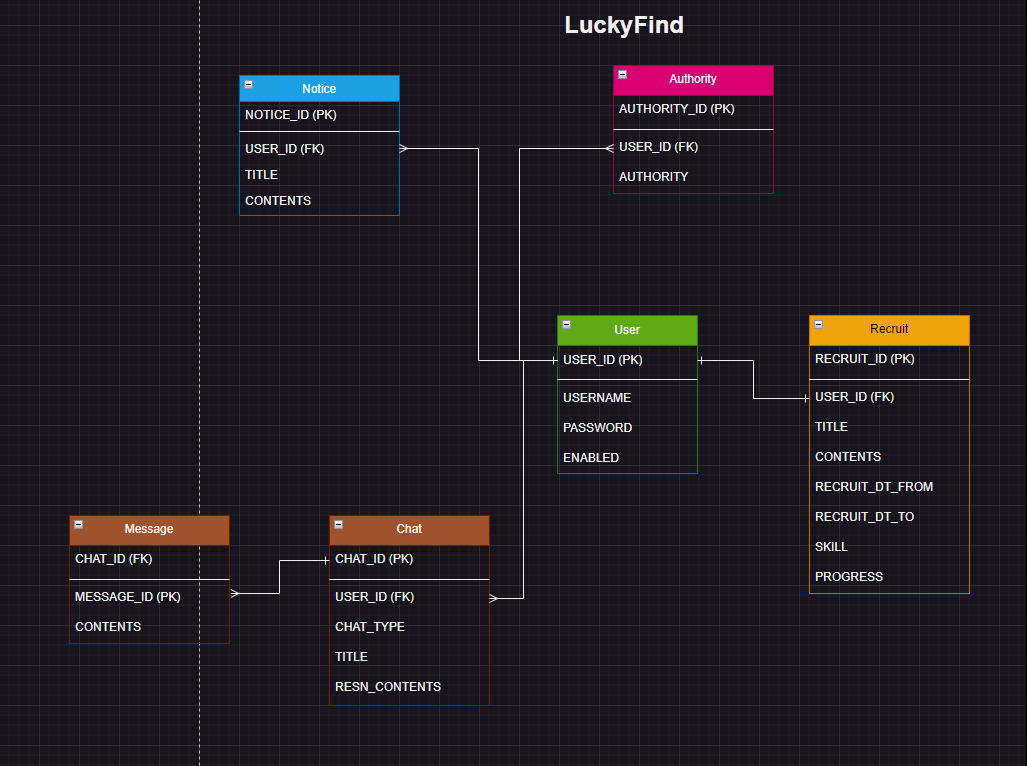 LuckyFind
Notice
NOTICE_ID (PK)
USER_ID (FK)
TITLE
CONTENTS
Authority
AUTHORITY_ID (PK)
USER_ID (FK)
AUTHORITY
User
USER_ID (PK)
USERNAME
PASSWORD
ENABLED
Recruit
RECRUIT_ID (PK)
USER_ID (FK)
TITLE
CONTENTS
RECRUIT_DT_FROM
RECRUIT_DT_TO
SKILL
PROGRESS
Message
CHAT_ID (FK)
MESSAGE_ID (PK)
CONTENTS
Chat
CHAT_ID (PK)
USER_ID (FK)
CHAT_TYPE
TITLE
RESN_CONTENTS